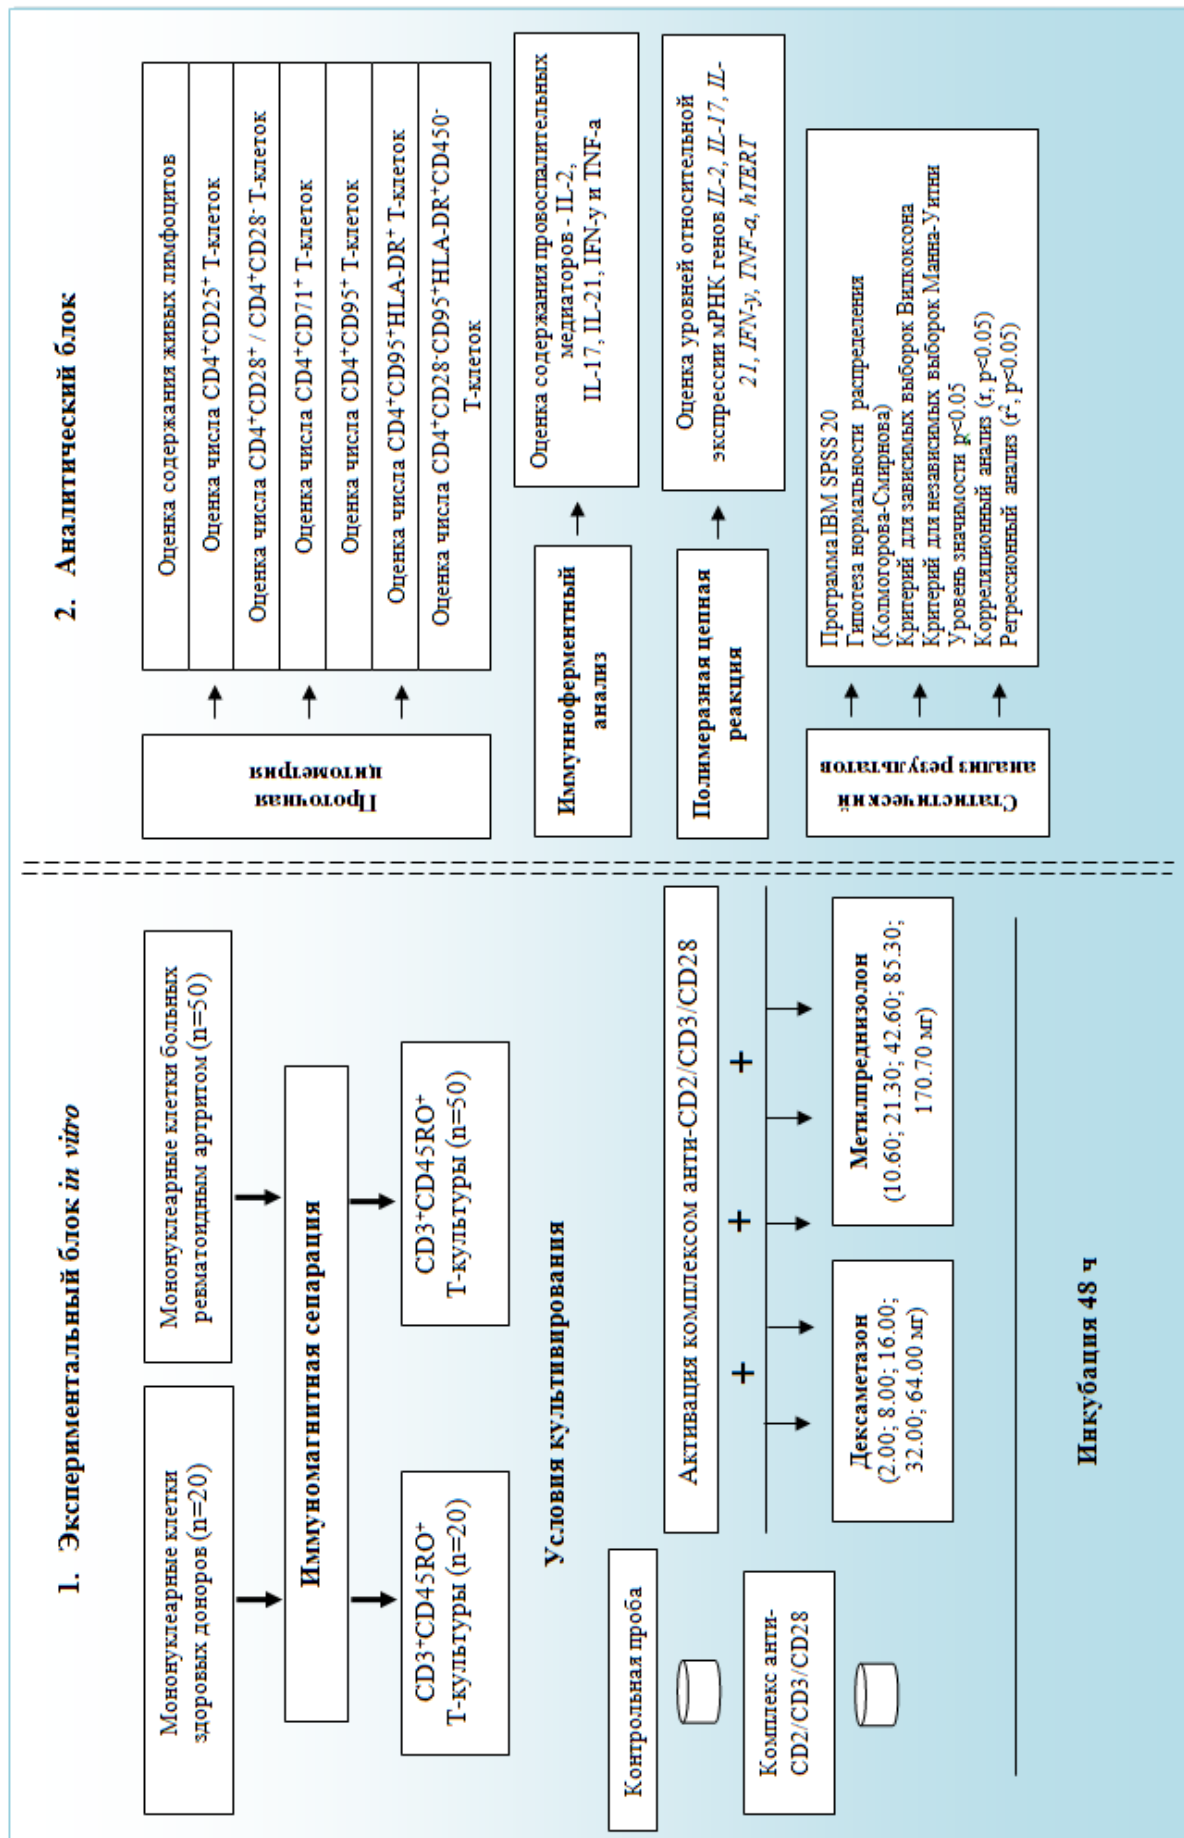 1. Экспериментальный блок in vitro
Мононуклеарные клетки
здоровых доноров (n=20)
Мононуклеарные клетки больных
ревматоидным артритом (n=50)
Иммуномагнитная сепарация
CD3⁺CD45RO⁺
Т-культуры (n=20)
CD3⁺CD45RO⁺
Т-культуры (n=50)
Условия культивирования
Контрольная проба
Комплекс анти-
CD2/CD3/CD28
Активация комплексом анти-CD2/CD3/CD28
+ + +
Дексаметазон
(2.00; 8.00; 16.00;
32.00; 64.00 мг)
Метилпреднизолон
(10.60; 21.30; 42.60; 85.30;
170.70 мг)
Инкубация 48 ч
2. Аналитический блок
Проточная
цитометрия
Оценка содержания живых лимфоцитов
Оценка числа CD4⁺CD25⁺ Т-клеток
Оценка числа CD4⁺CD28⁺ / CD4⁺CD28⁻ Т-клеток
Оценка числа CD4⁺CD71⁺ Т-клеток
Оценка числа CD4⁺CD95⁺ Т-клеток
Оценка числа CD4⁺CD95⁺HLA-DR⁺ Т-клеток
Оценка числа CD4⁺CD28⁻CD95⁺HLA-DR⁺CD450⁻
Т-клеток
Иммунноферментный
анализ
Оценка содержания провоспалительных
медиаторов - IL-2,
IL-17, IL-21, IFN-y и TNF-a
Полимеразная цепная
реакция
Оценка уровней относительной
экспрессии мРНК генов IL-2, IL-17, IL-
21, IFN-y, TNF-a, hTERT
Статистический
анализ результатов
Программа IBM SPSS 20
Гипотеза нормальности распределения
(Колмогорова-Смирнова)
Критерий для зависимых выборок Вилкоксона
Критерий для независимых выборок Манна-Уитни
Уровень значимости p<0.05
Корреляционный анализ (r, p<0.05)
Регрессионный анализ (r², p<0.05)